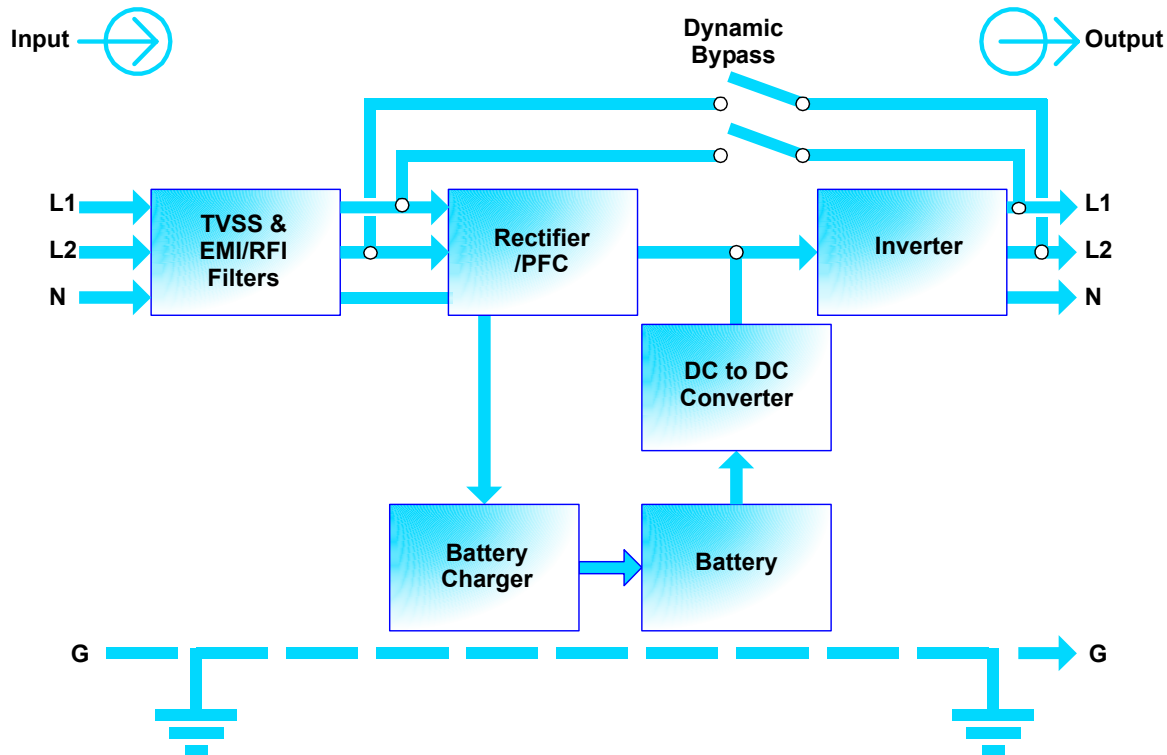 Input
Dynamic
Bypass
Output
L1
L2
N
TVSS &
EMI/RFI
Filters
Rectifier
/PFC
Inverter
L1
L2
N
DC to DC
Converter
Battery
Charger
Battery
G
G